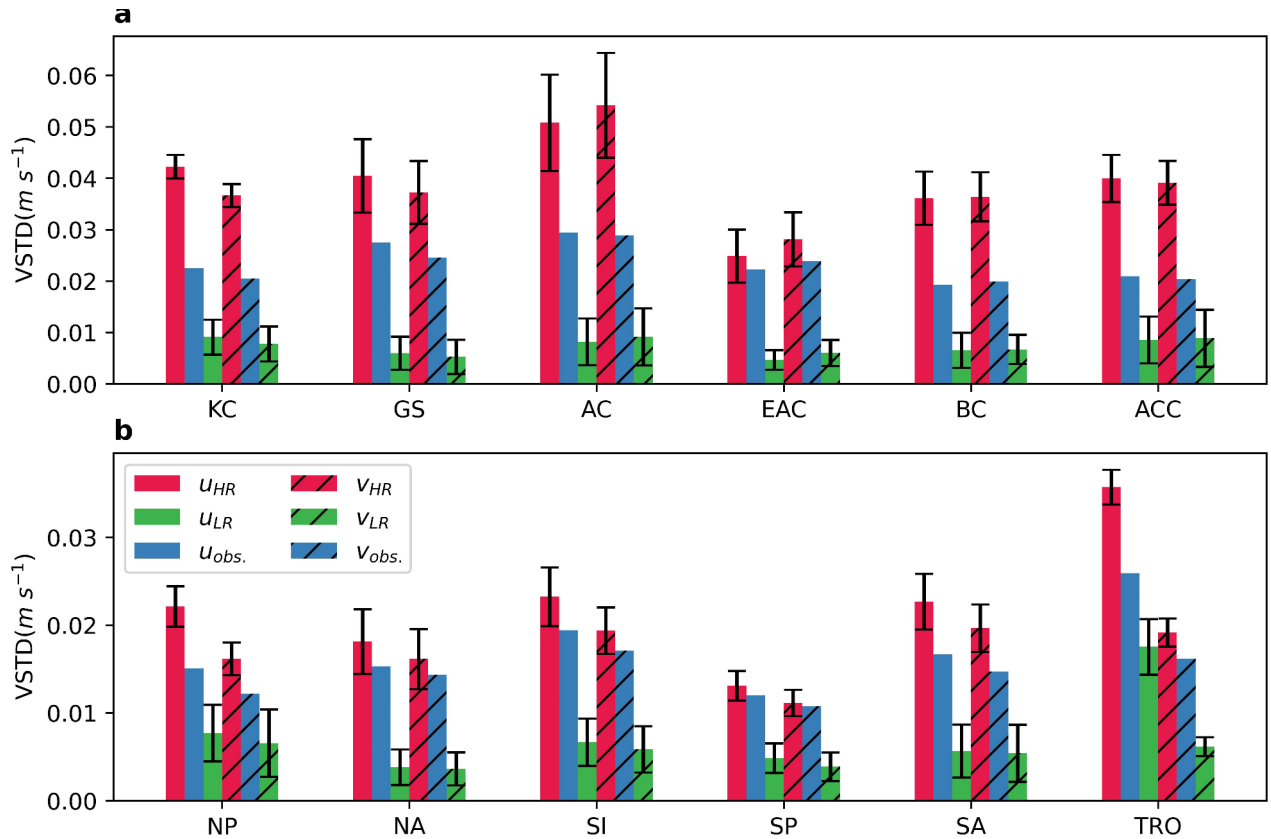 a
VSTD(m s⁻¹)
0.06
0.05
0.04
0.03
0.02
0.01
0.00
KC GS AC EAC BC ACC
b
VSTD(m s⁻¹)
u_HR v_HR
u_LR v_LR
u_obs. v_obs.
0.03
0.02
0.01
0.00
NP NA SI SP SA TRO